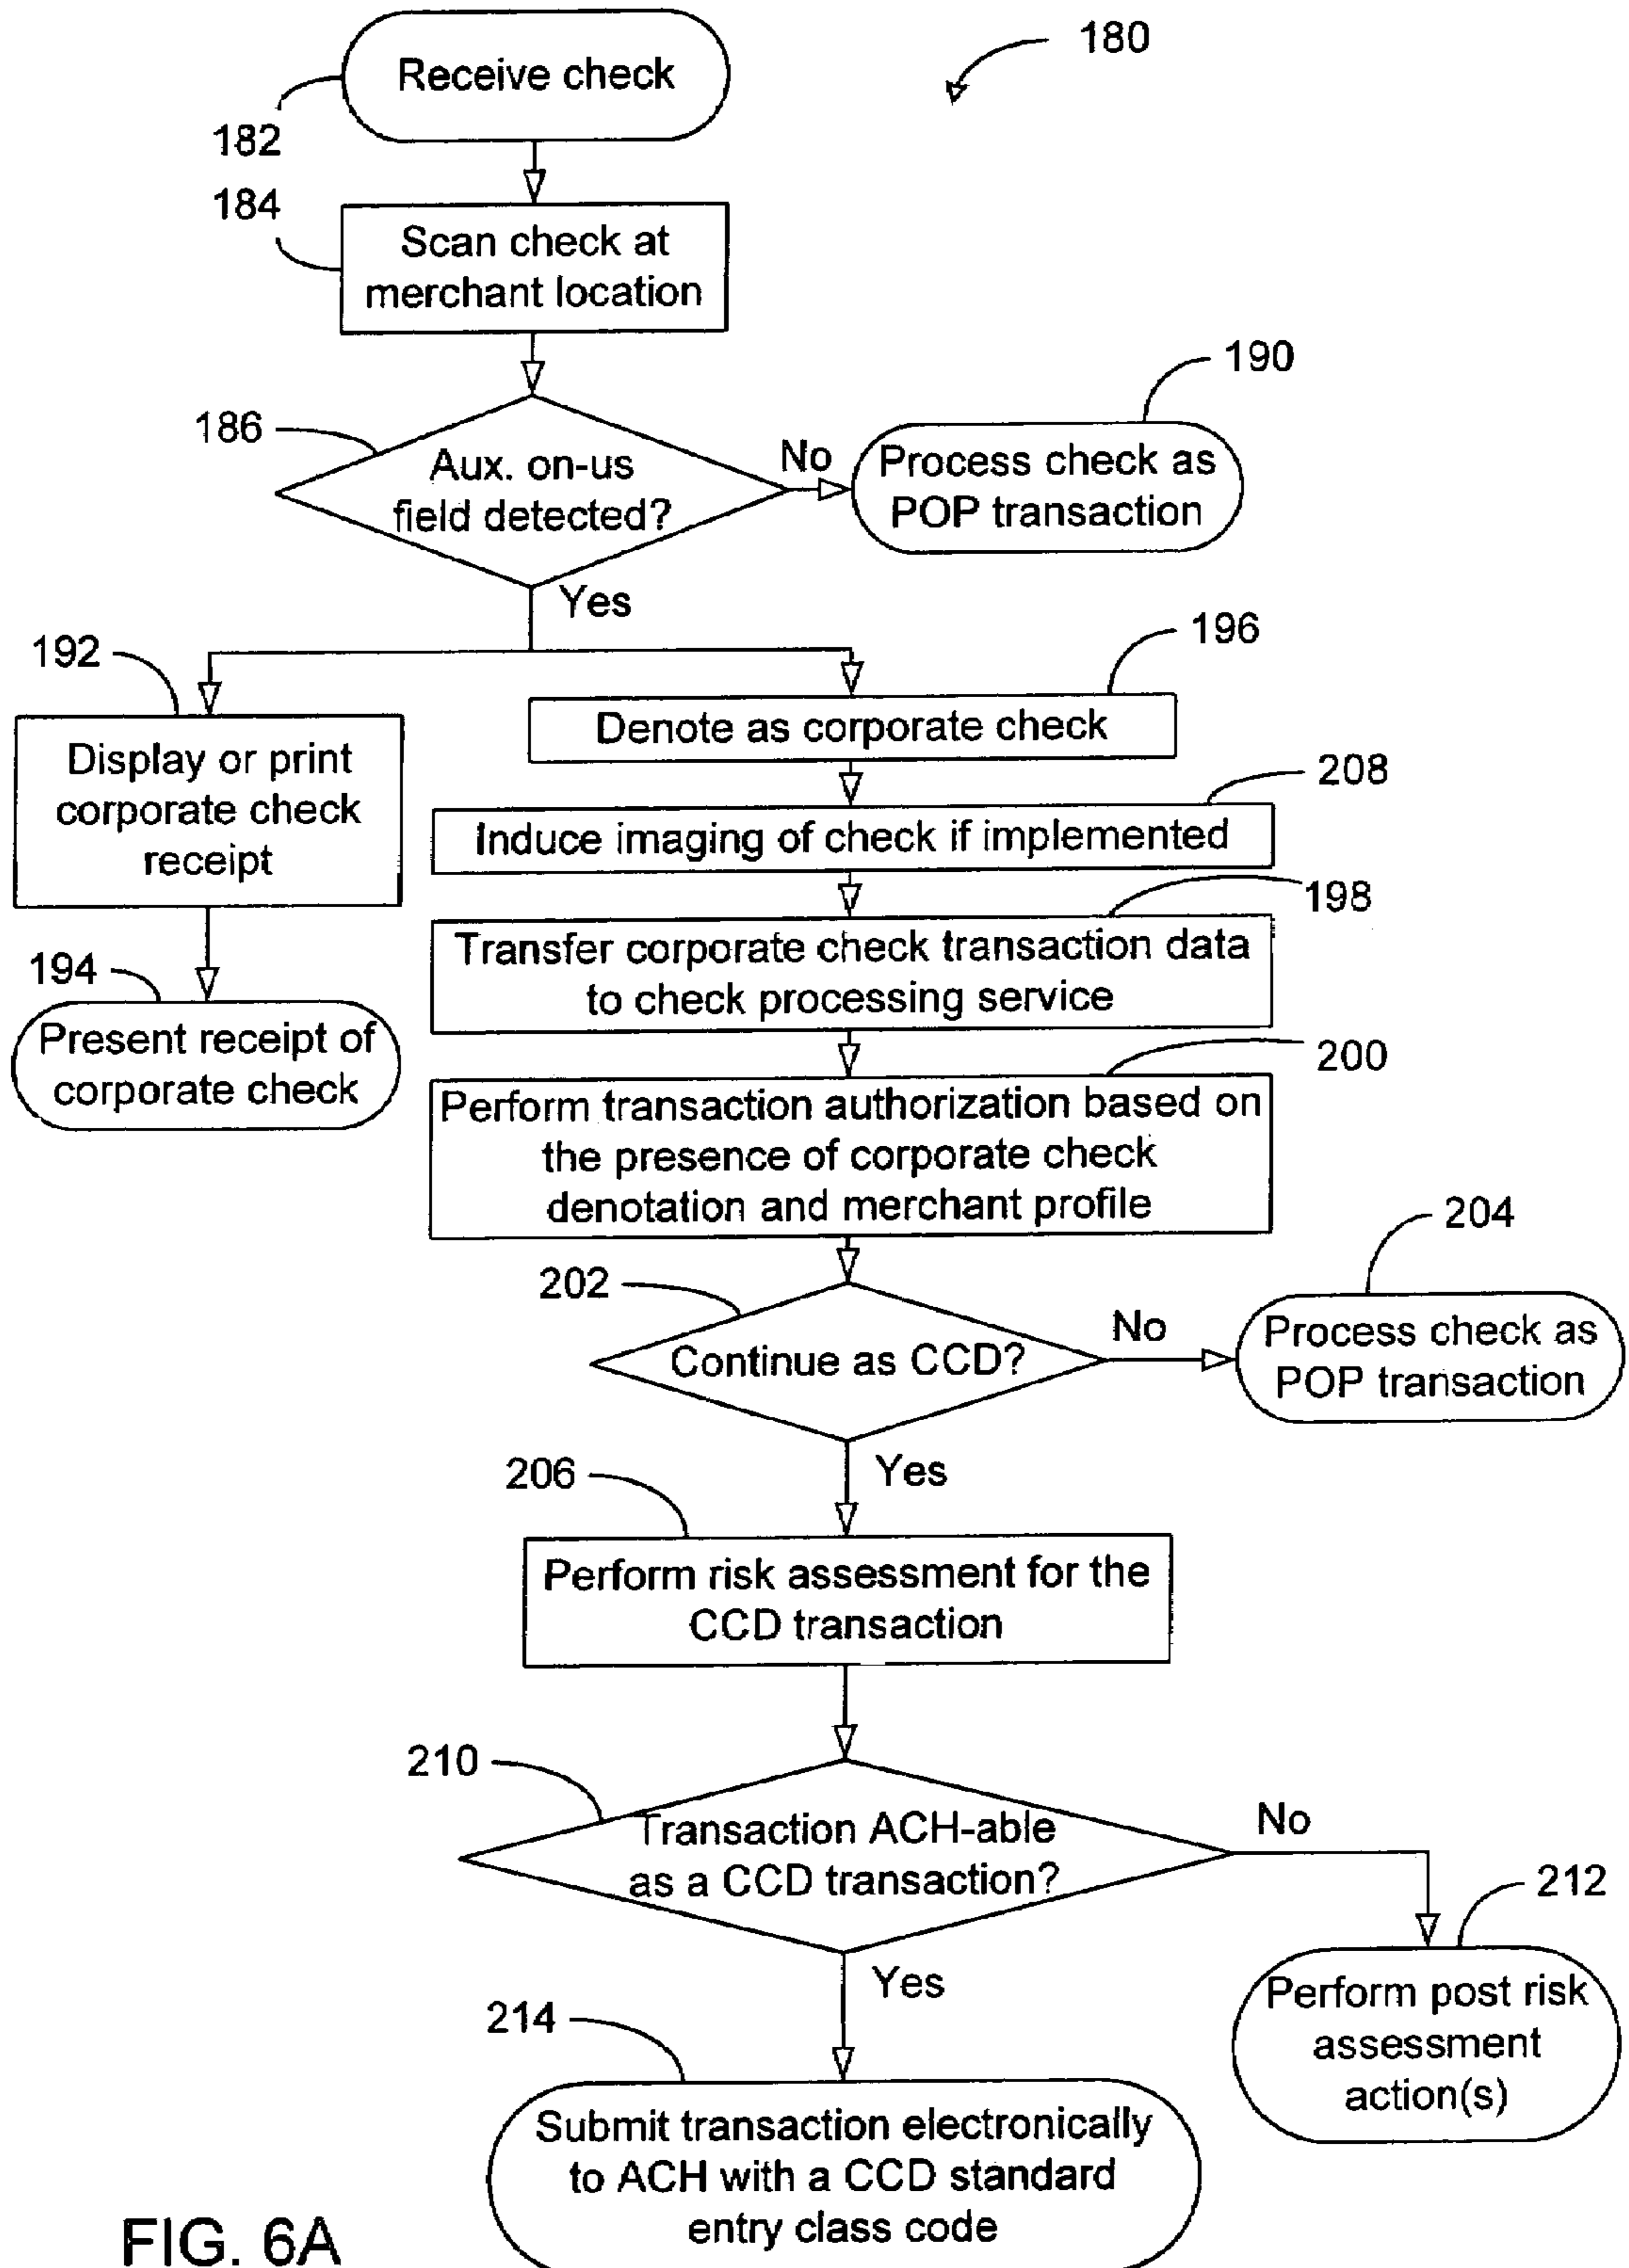 180
Receive check
182
184
Scan check at
merchant location
190
186
Aux. on-us
field detected?
No
Process check as
POP transaction
Yes
192
196
Display or print
corporate check
receipt
Denote as corporate check
208
Induce imaging of check if implemented
198
Transfer corporate check transaction data
to check processing service
194
Present receipt of
corporate check
200
Perform transaction authorization based on
the presence of corporate check
denotation and merchant profile
204
202
Continue as CCD?
No
Process check as
POP transaction
Yes
206
Perform risk assessment for the
CCD transaction
210
Transaction ACH-able
as a CCD transaction?
No
212
Perform post risk
assessment
action(s)
Yes
214
Submit transaction electronically
to ACH with a CCD standard
entry class code
FIG. 6A